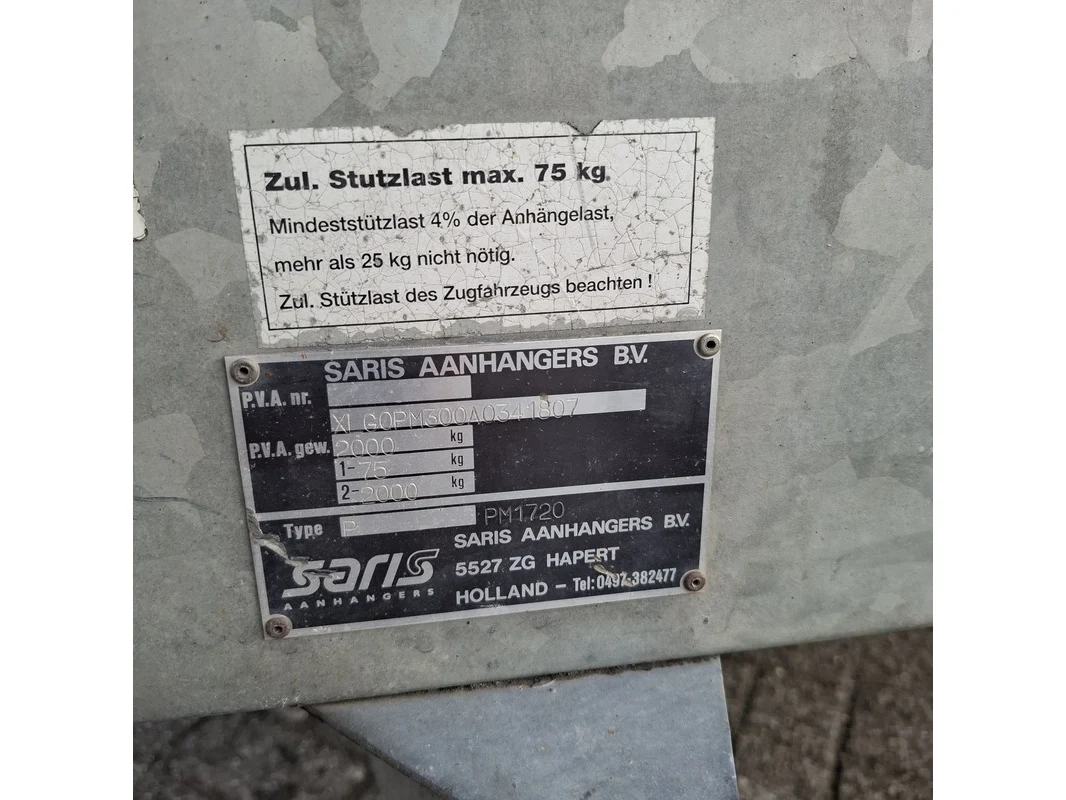 Zul. Stutzlast max. 75 kg.
Mindeststützlast 4% der Anhängelast,
mehr als 25 kg nicht nötig.
Zul. Stützlast des Zugfahrzeugs beachten !
SARIS AANHANGERS B.V.
P.V.A. nr.
XLGOPM300A0341807
P.V.A. gew. 2000 kg
1- 75 kg
2- 2000 kg
Type P PM1720
saris
AANHANGERS
SARIS AANHANGERS B.V.
5527 ZG HAPERT
HOLLAND – Tel: 0497-382477